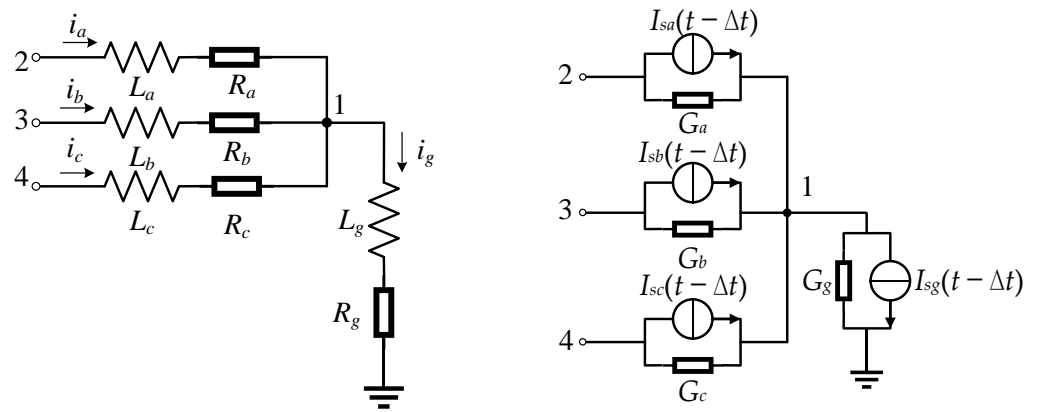 i_a
2
L_a
R_a
i_b
3
L_b
R_b
1
i_c
4
L_c
R_c
i_g
L_g
R_g
I_sa(t − Δt)
2
G_a
I_sb(t − Δt)
3
G_b
1
I_sc(t − Δt)
4
G_c
G_g
I_sg(t − Δt)